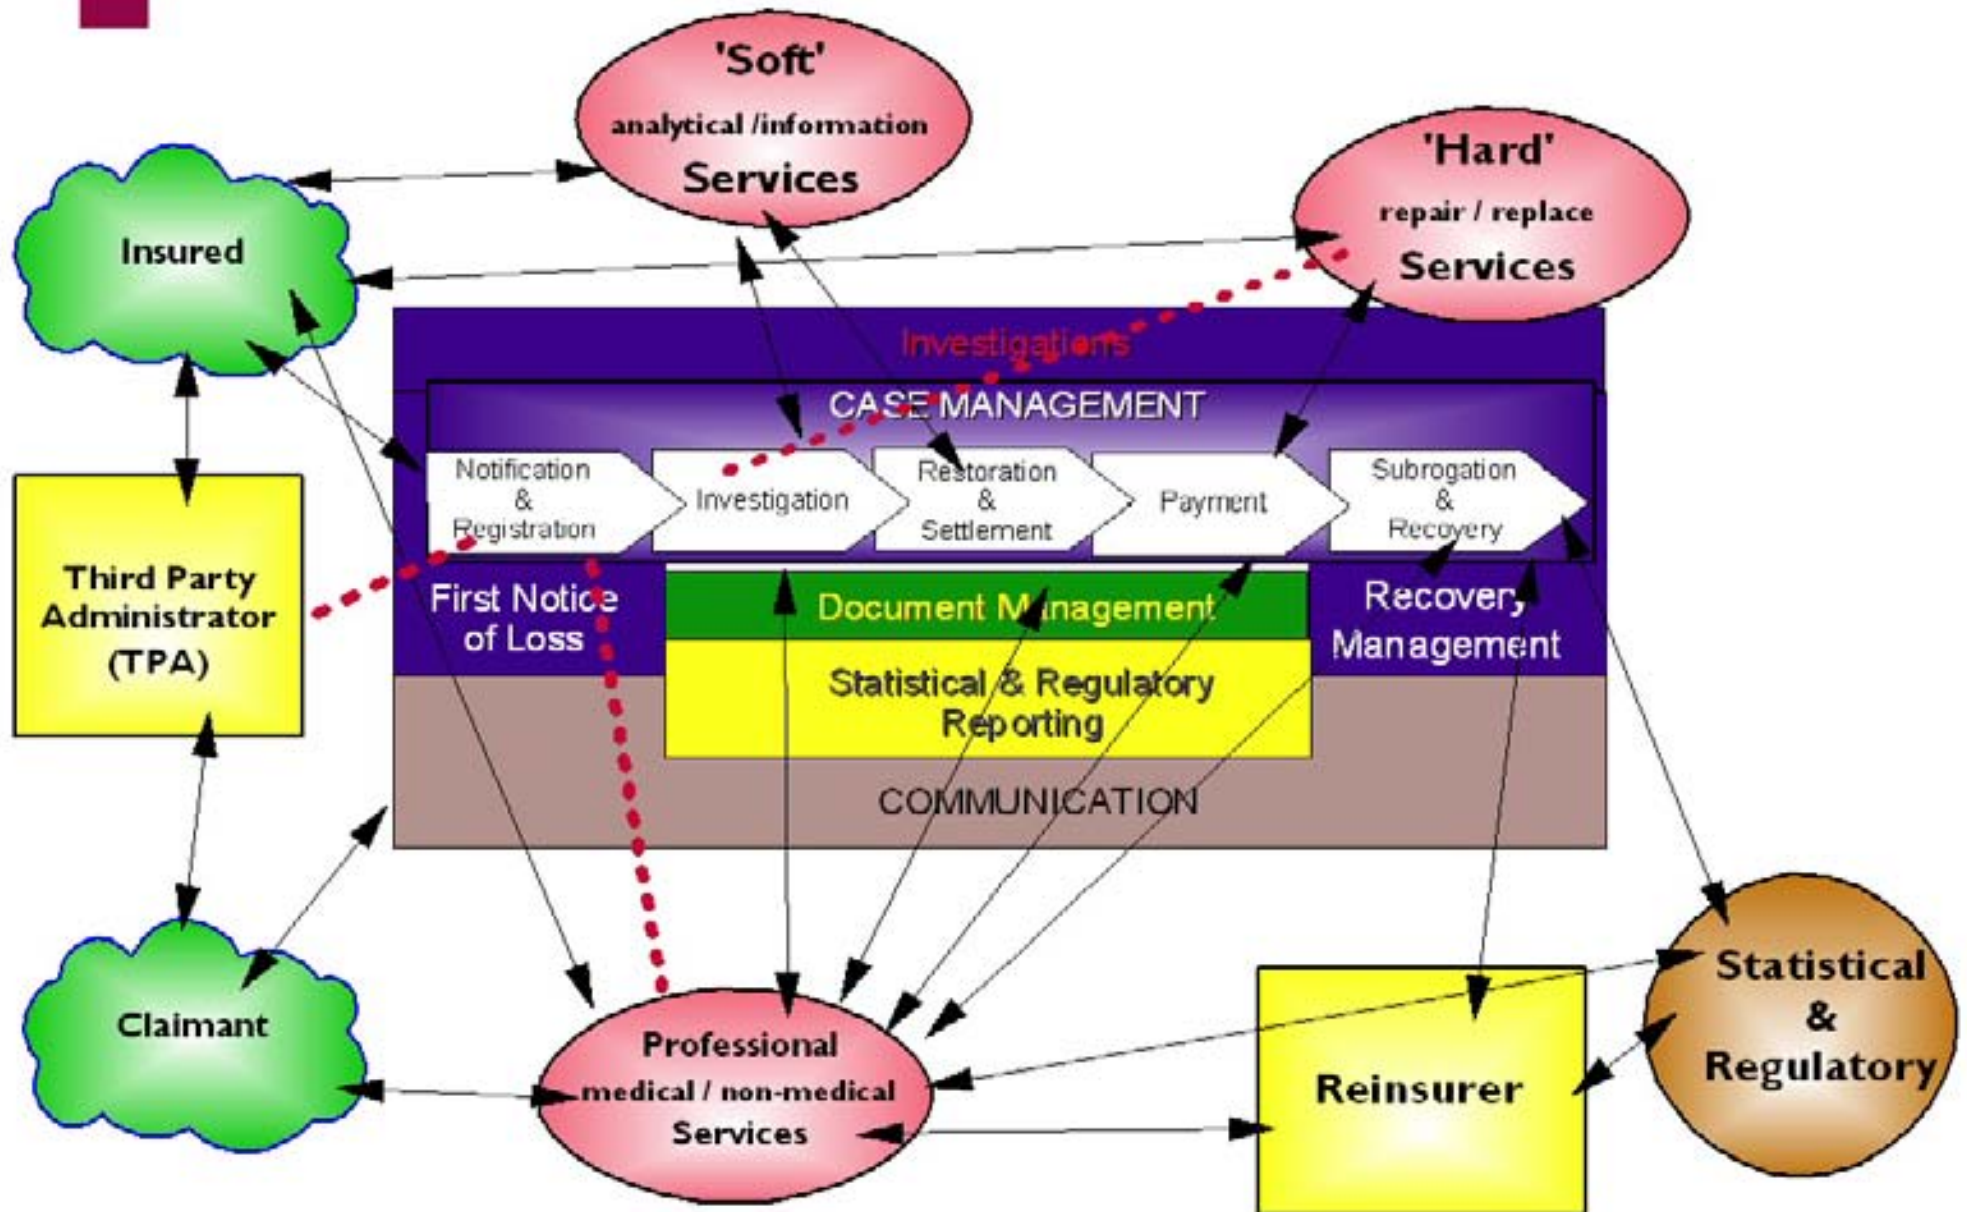 'Soft'
analytical /information
Services
'Hard'
repair / replace
Services
Insured
Investigations
CASE MANAGEMENT
Notification
&
Registration
Investigation
Restoration
&
Settlement
Payment
Subrogation
&
Recovery
Third Party
Administrator
(TPA)
First Notice
of Loss
Document Management
Recovery
Management
Statistical & Regulatory
Reporting
COMMUNICATION
Claimant
Professional
medical / non-medical
Services
Reinsurer
Statistical
&
Regulatory